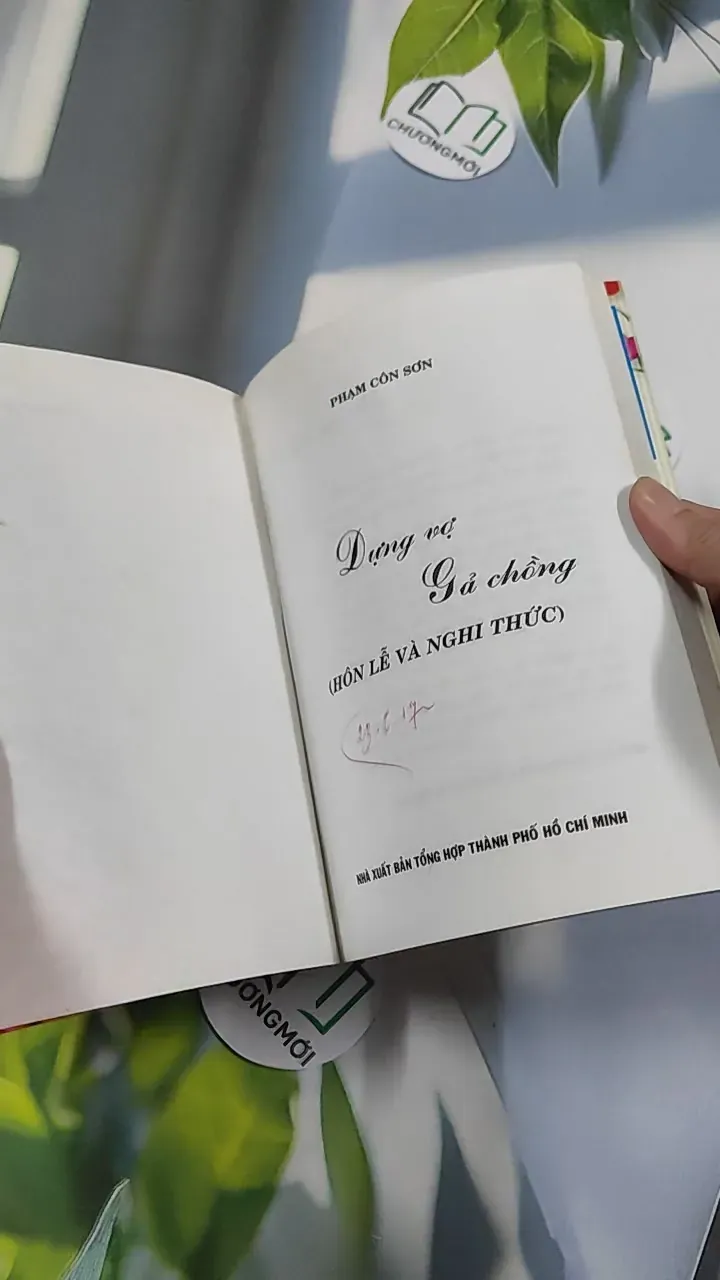 CHƯƠNGMỚI
PHẠM CÔN SƠN
Dựng vợ
Gả chồng
(HÔN LỄ VÀ NGHI THỨC)
NHÀ XUẤT BẢN TỔNG HỢP THÀNH PHỐ HỒ CHÍ MINH
ƯƠNGMỚI